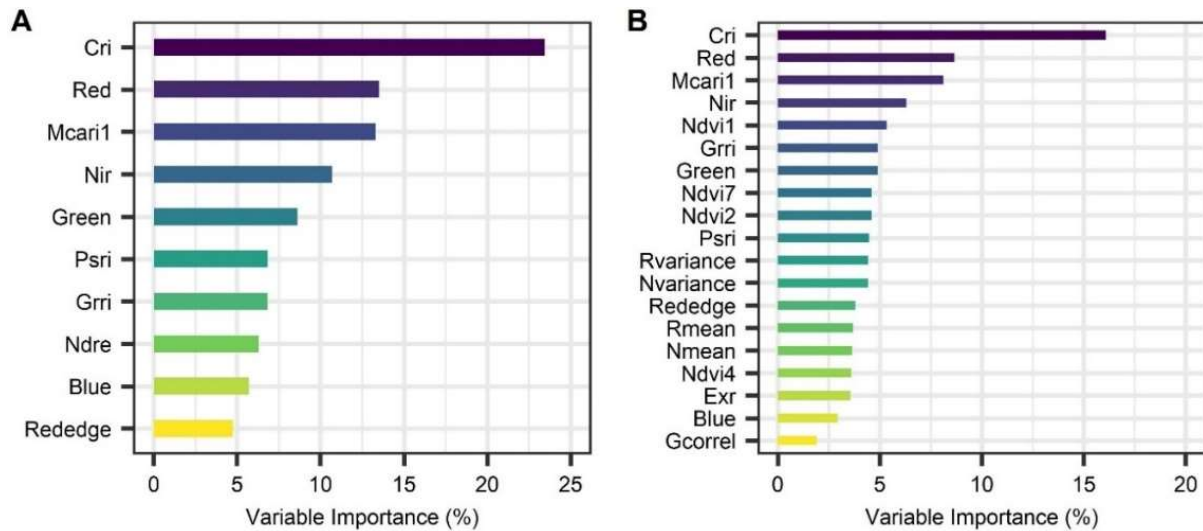 A
Cri
Red
Mcari1
Nir
Green
Psri
Grri
Ndre
Blue
Rededge
0 5 10 15 20 25
Variable Importance (%)
B
Cri
Red
Mcari1
Nir
Ndvi1
Grri
Green
Ndvi7
Ndvi2
Psri
Rvariance
Nvariance
Rededge
Rmean
Nmean
Ndvi4
Exr
Blue
Gcorrel
0 5 10 15 20
Variable Importance (%)